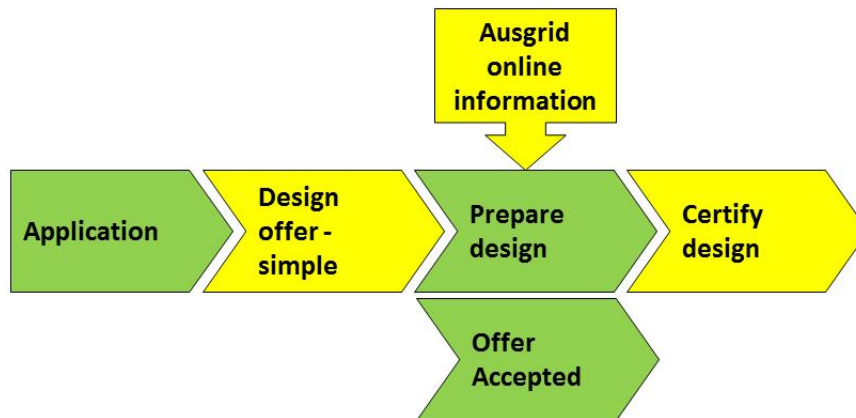 Ausgrid
online
information
Application
Design
offer -
simple
Prepare
design
Certify
design
Offer
Accepted